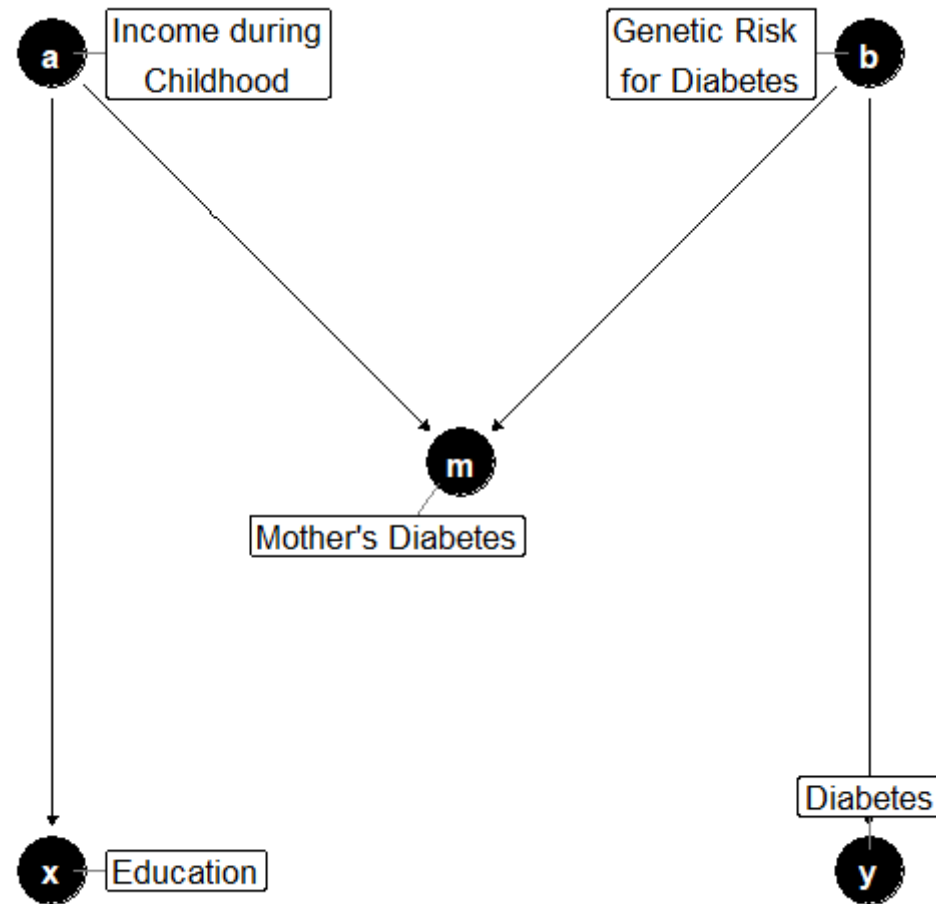 a
Income during
Childhood
Genetic Risk
for Diabetes
b
m
Mother's Diabetes
Diabetes
x
Education
y